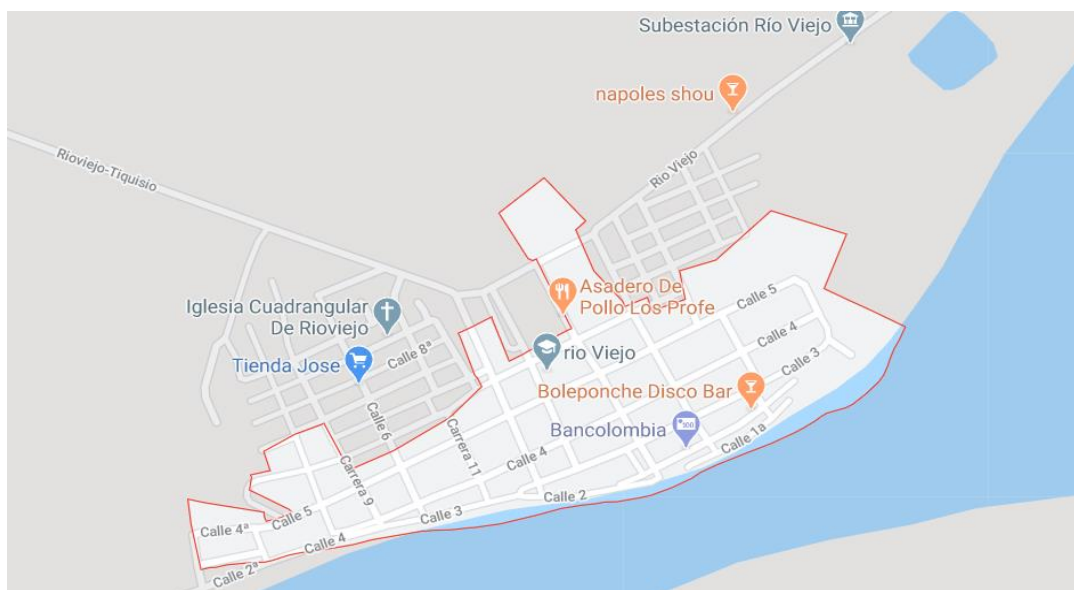 Subestación Río Viejo
napoles shou
Rioviejo-Tiquisio
Rio Viejo
Asadero De
Pollo Los Profe
Calle 5
Iglesia Cuadrangular
De Rioviejo
Calle 4
Calle 8ª
rio Viejo
Tienda Jose
Calle 3
Boleponche Disco Bar
Calle 6
Bancolombia
Calle 1a
Carrera 11
Calle 4
Carrera 9
Calle 2
Calle 3
Calle 5
Calle 4ª
Calle 4
Calle 2ª